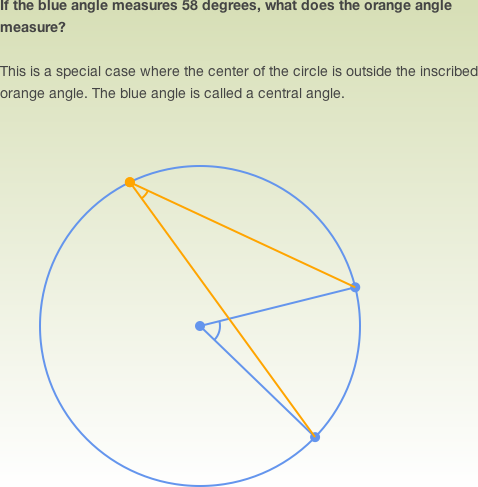 If the blue angle measures 58 degrees, what does the orange angle
measure?
This is a special case where the center of the circle is outside the inscribed
orange angle. The blue angle is called a central angle.